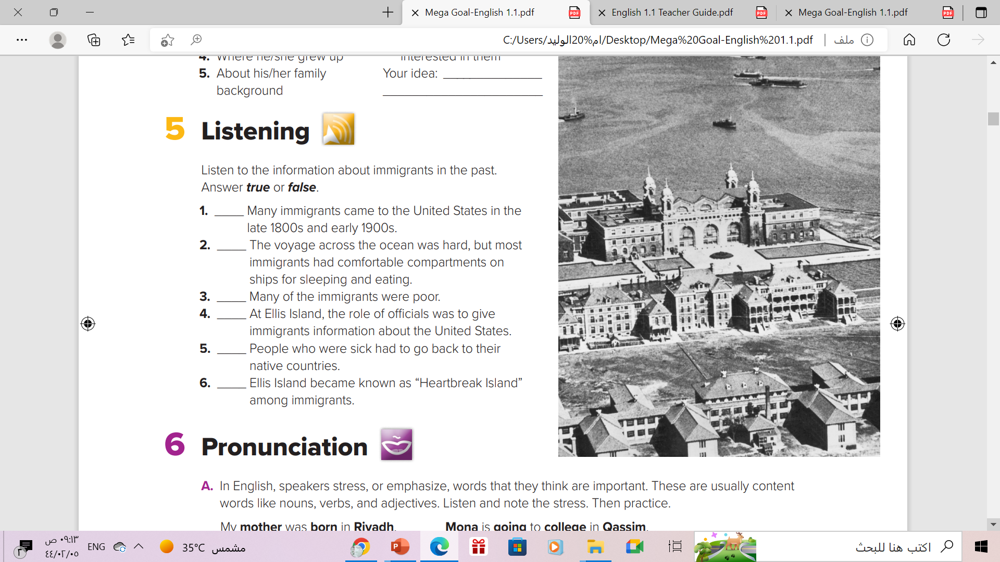 Mega Goal-English 1.1.pdf
English 1.1 Teacher Guide.pdf
Mega Goal-English 1.1.pdf
C:/Users/ام%20الوليد/Desktop/Mega%20Goal-English%201.1.pdf
ملف
4. Where he/she grew up
interested in them
5. About his/her family
background
Your idea:
5 Listening
Listen to the information about immigrants in the past.
Answer true or false.
1. ____ Many immigrants came to the United States in the
late 1800s and early 1900s.
2. ____ The voyage across the ocean was hard, but most
immigrants had comfortable compartments on
ships for sleeping and eating.
3. ____ Many of the immigrants were poor.
4. ____ At Ellis Island, the role of officials was to give
immigrants information about the United States.
5. ____ People who were sick had to go back to their
native countries.
6. ____ Ellis Island became known as “Heartbreak Island”
among immigrants.
6 Pronunciation
A. In English, speakers stress, or emphasize, words that they think are important. These are usually content
words like nouns, verbs, and adjectives. Listen and note the stress. Then practice.
My mother was born in Riyadh.
Mona is going to college in Qassim.
٠٩:١٣ ص
٤٤/٠٢/٠٥
٢
ENG
35°C مشمس
اكتب هنا للبحث